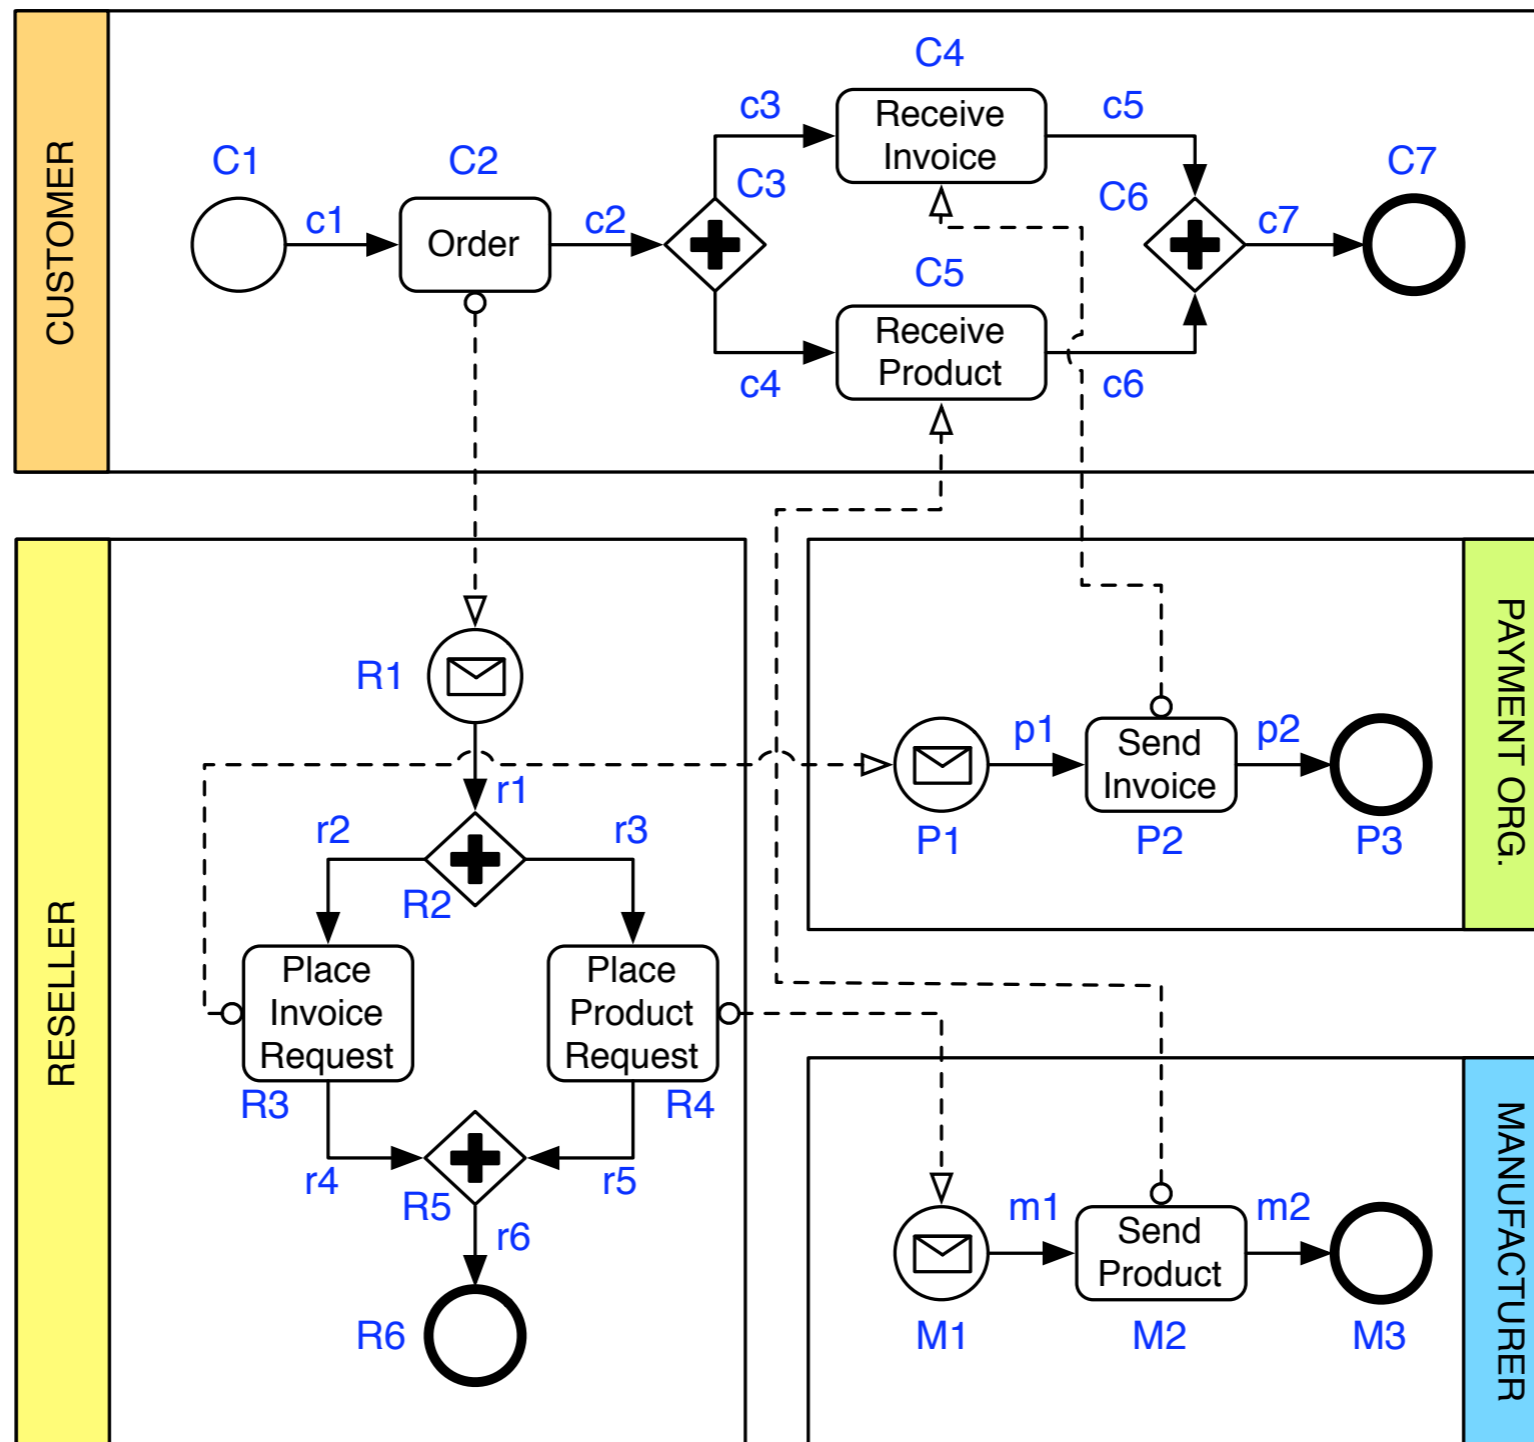 CUSTOMER
C1
c1
C2
Order
c2
C3
c3
C4
Receive
Invoice
c5
c4
C5
Receive
Product
c6
C6
c7
C7
RESELLER
R1
r1
r2
r3
R2
Place
Invoice
Request
R3
Place
Product
Request
R4
r4
r5
R5
r6
R6
PAYMENT ORG.
P1
p1
Send
Invoice
P2
p2
P3
MANUFACTURER
M1
m1
Send
Product
M2
m2
M3